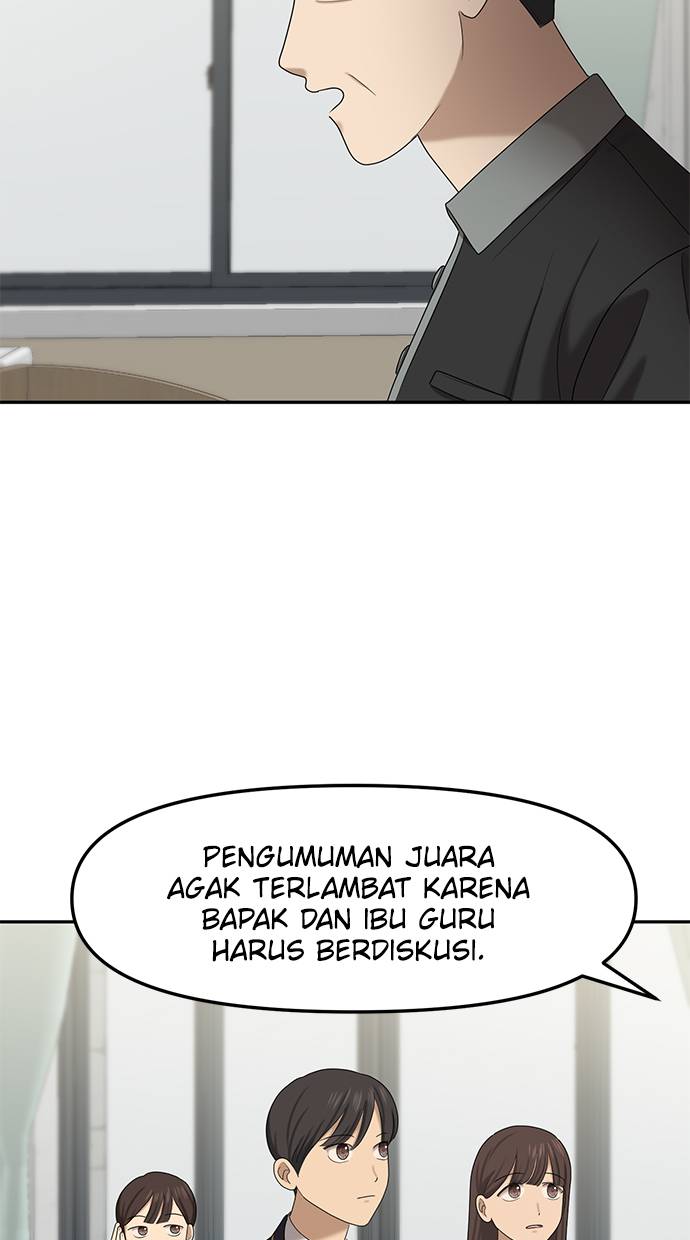 PENGUMUMAN JUARA
AGAK TERLAMBAT KARENA
BAPAK DAN IBU GURU
HARUS BERDISKUSI.